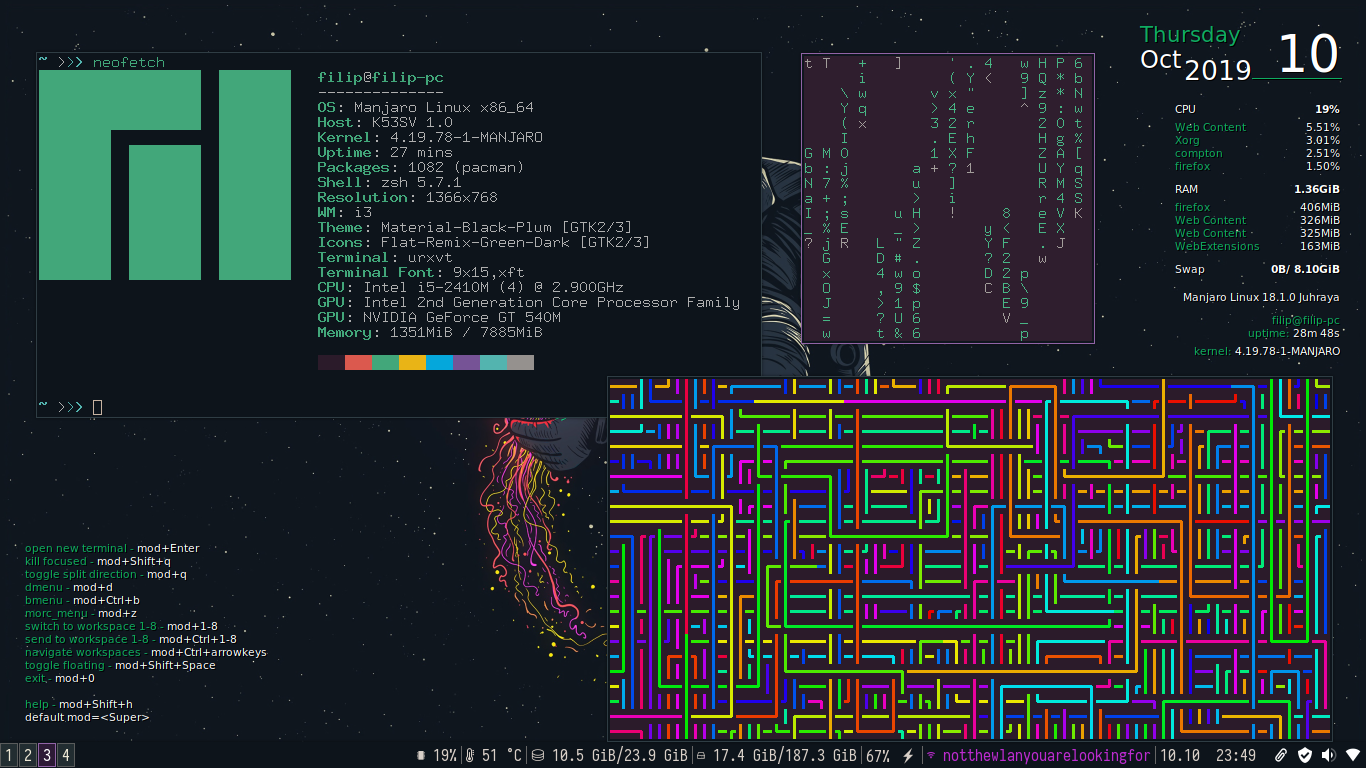 ~ >>> neofetch
filip@filip-pc
--------------
OS: Manjaro Linux x86_64
Host: K53SV 1.0
Kernel: 4.19.78-1-MANJARO
Uptime: 27 mins
Packages: 1082 (pacman)
Shell: zsh 5.7.1
Resolution: 1366x768
WM: i3
Theme: Material-Black-Plum [GTK2/3]
Icons: Flat-Remix-Green-Dark [GTK2/3]
Terminal: urxvt
Terminal Font: 9x15,xft
CPU: Intel i5-2410M (4) @ 2.900GHz
GPU: Intel 2nd Generation Core Processor Family
GPU: NVIDIA GeForce GT 540M
Memory: 1351MiB / 7885MiB
~ >>>
Thursday
Oct 2019 10
CPU 19%
Web Content 5.51%
Xorg 3.01%
compton 2.51%
firefox 1.50%
RAM 1.36GiB
firefox 406MiB
Web Content 326MiB
Web Content 325MiB
WebExtensions 163MiB
Swap 0B/ 8.10GiB
Manjaro Linux 18.1.0 Juhraya
filip@filip-pc
uptime: 28m 48s
kernel: 4.19.78-1-MANJARO
open new terminal - mod+Enter
kill focused - mod+Shift+q
toggle split direction - mod+q
dmenu - mod+d
bmenu - mod+Ctrl+b
morc_menu - mod+z
switch to workspace 1-8 - mod+1-8
send to workspace 1-8 - mod+Ctrl+1-8
navigate workspaces - mod+Ctrl+arrowkeys
toggle floating - mod+Shift+Space
exit - mod+0
help - mod+Shift+h
default mod=<Super>
1 2 3 4
19% 51 °C 10.5 GiB/23.9 GiB 17.4 GiB/187.3 GiB 67% notthewlanyouarelookingfor 10.10 23:49